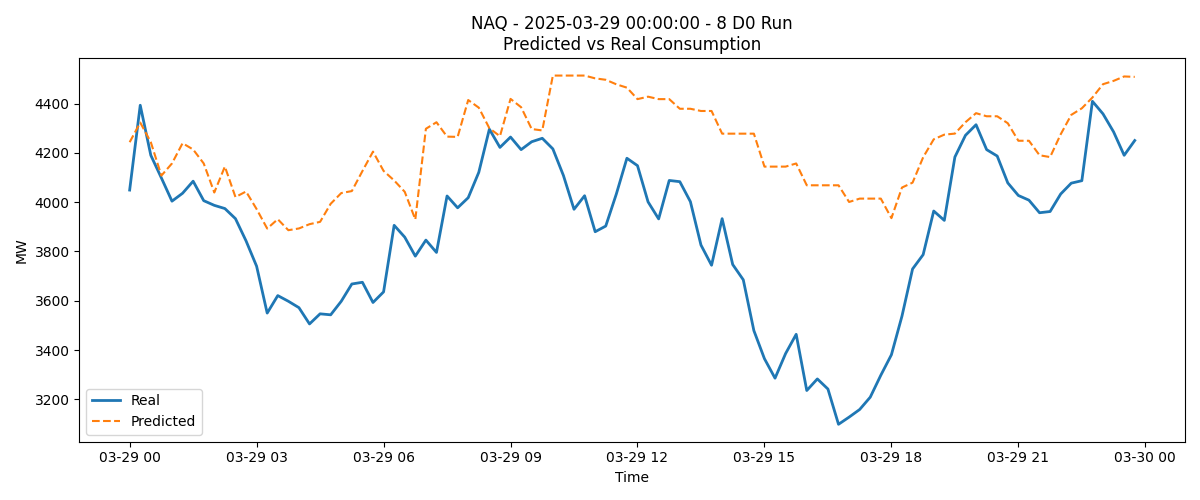 NAQ - 2025-03-29 00:00:00 - 8 D0 Run
Predicted vs Real Consumption
MW
4400
4200
4000
3800
3600
3400
3200
Real
Predicted
03-29 00
03-29 03
03-29 06
03-29 09
03-29 12
03-29 15
03-29 18
03-29 21
03-30 00
Time